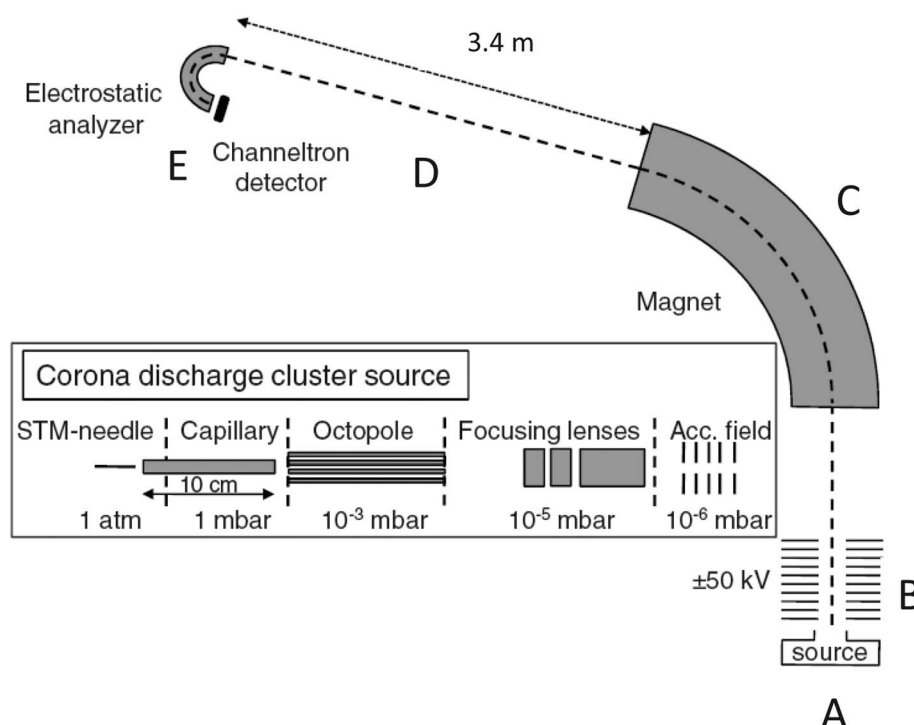 3.4 m
Electrostatic
analyzer
E
Channeltron
detector
D
C
Magnet
Corona discharge cluster source
STM-needle Capillary Octopole Focusing lenses Acc. field
10 cm
1 atm 1 mbar 10⁻³ mbar 10⁻⁵ mbar 10⁻⁶ mbar
±50 kV
B
source
A